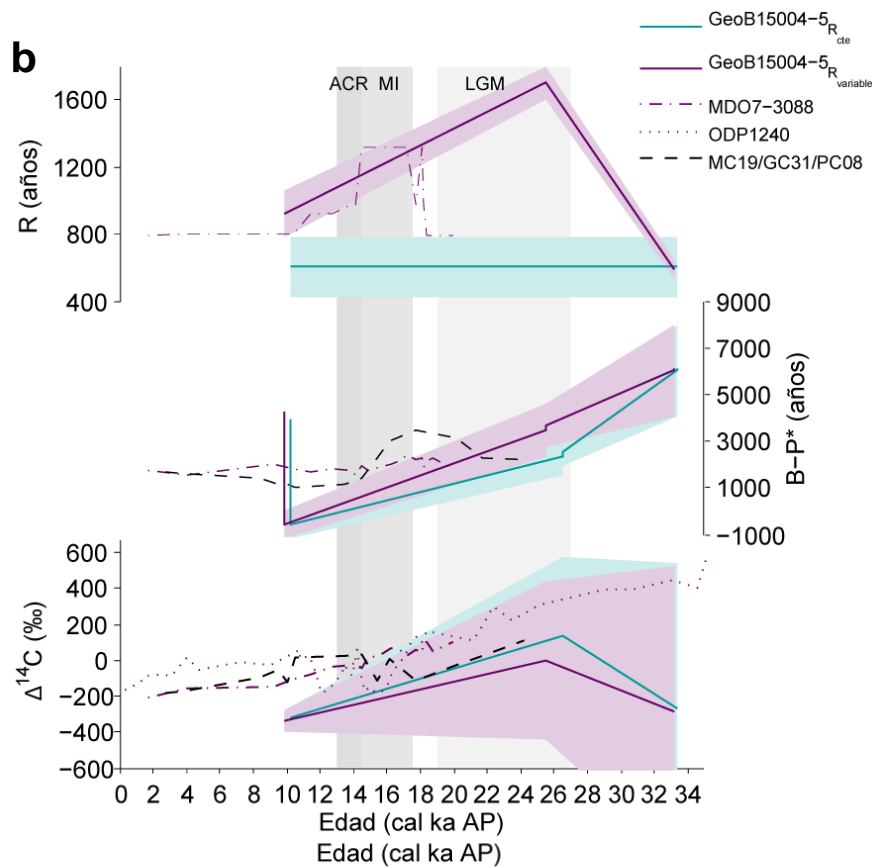 b
GeoB15004−5Rcte
GeoB15004−5Rvariable
MDO7−3088
ODP1240
MC19/GC31/PC08
ACR MI LGM
1600
1200
800
400
R (años)
9000
7000
5000
3000
1000
−1000
B−P* (años)
600
400
200
0
−200
−400
−600
Δ14C (‰)
0 2 4 6 8 10 12 14 16 18 20 22 24 26 28 30 32 34
Edad (cal ka AP)
Edad (cal ka AP)